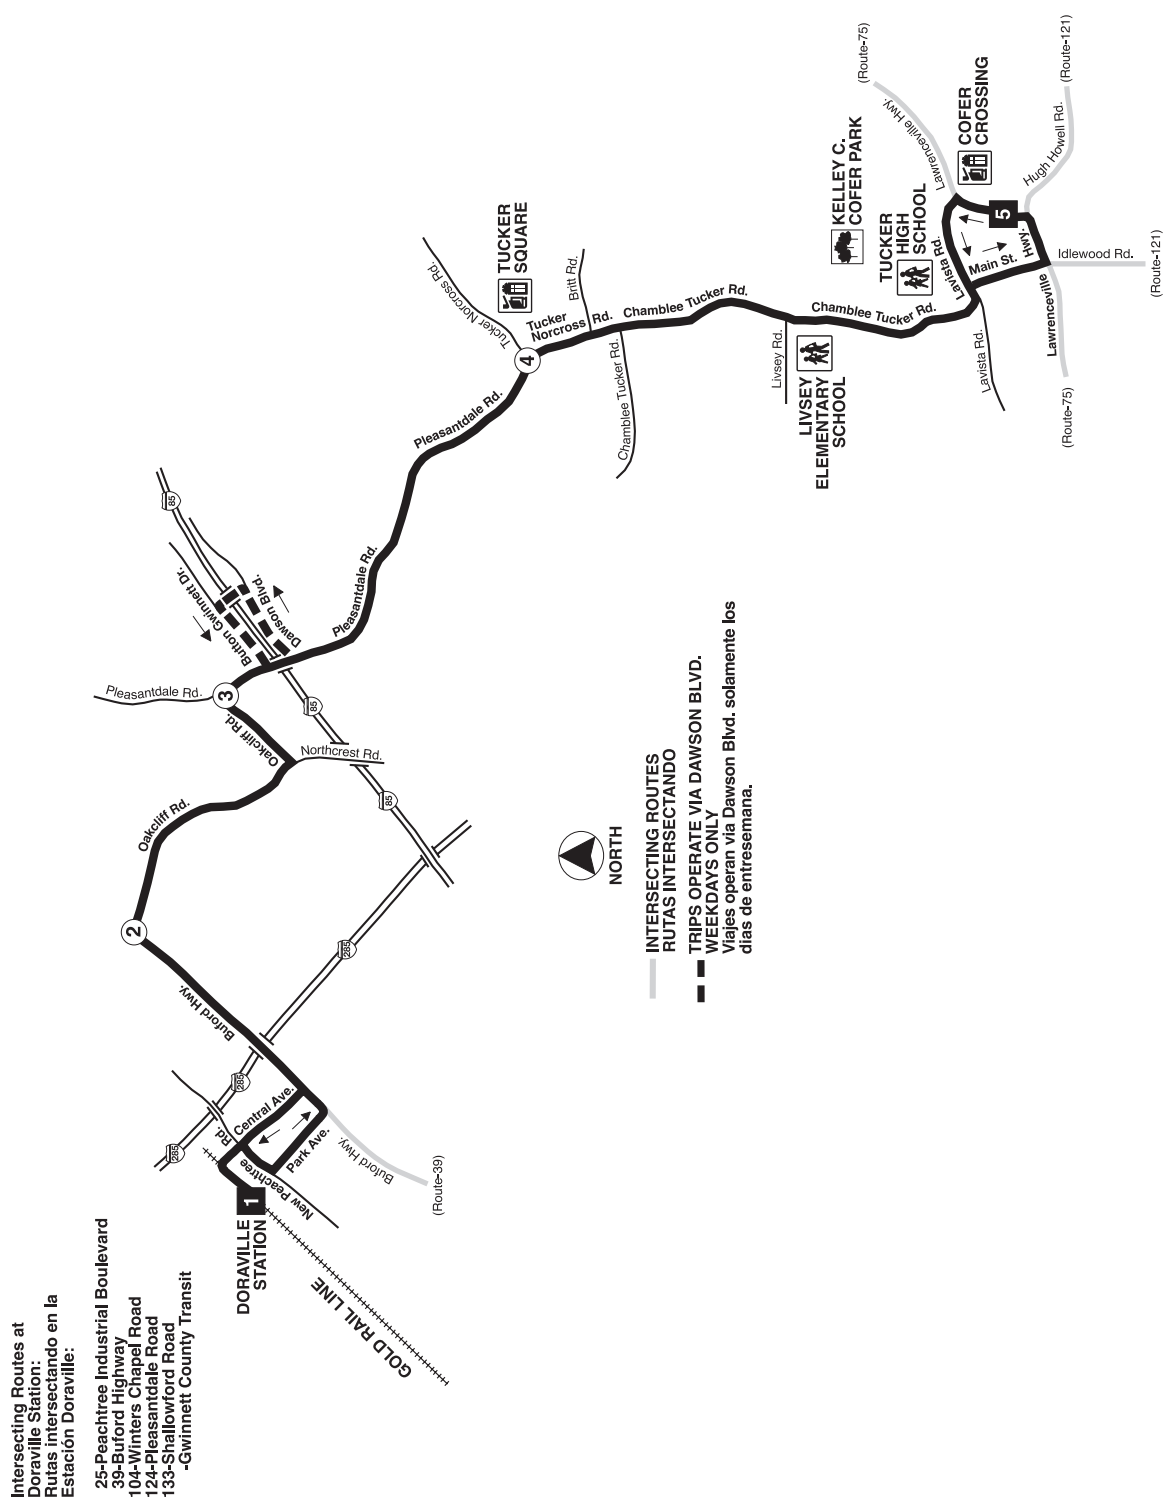 Intersecting Routes at
Doraville Station:
Rutas intersectando en la
Estación Doraville:
25-Peachtree Industrial Boulevard
39-Buford Highway
104-Winters Chapel Road
124-Pleasantdale Road
133-Shallowford Road
-Gwinnett County Transit
DORAVILLE
STATION
1
GOLD RAIL LINE
New Peachtree
Rd.
Central Ave.
Park Ave.
Buford Hwy.
(Route-39)
285
285
285
Buford Hwy.
2
Oakcliff Rd.
Oakcliff Rd.
Northcrest Rd.
85
85
85
3
Pleasantdale Rd.
Button Gwinnett Dr.
Dawson Blvd.
Pleasantdale Rd.
Pleasantdale Rd.
4
Tucker Norcross Rd.
TUCKER
SQUARE
Tucker
Norcross Rd.
Britt Rd.
Chamblee Tucker Rd.
Chamblee Tucker Rd.
Livsey Rd.
LIVSEY
ELEMENTARY
SCHOOL
Chamblee Tucker Rd.
Lavista Rd.
Lavista Rd.
TUCKER
HIGH
SCHOOL
KELLEY C.
COFER PARK
Main St.
Lawrenceville
Hwy.
(Route-75)
Lawrenceville Hwy.
(Route-75)
5
COFER
CROSSING
Hugh Howell Rd.
(Route-121)
Idlewood Rd.
(Route-121)
NORTH
INTERSECTING ROUTES
RUTAS INTERSECTANDO
TRIPS OPERATE VIA DAWSON BLVD.
WEEKDAYS ONLY
Viajes operan via Dawson Blvd. solamente los
dias de entresemana.